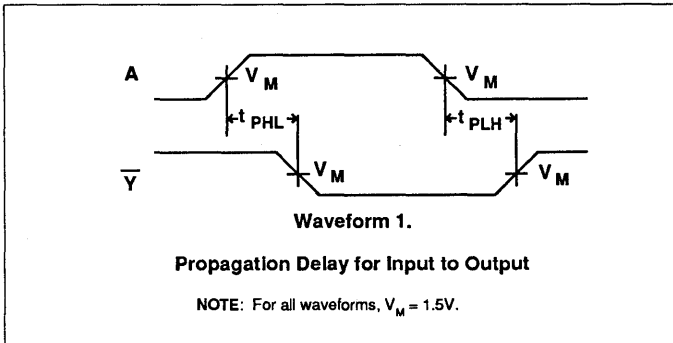 A V M V M
t PHL t PLH
Y V M V M
Waveform 1.
Propagation Delay for Input to Output
NOTE: For all waveforms, V M = 1.5V.